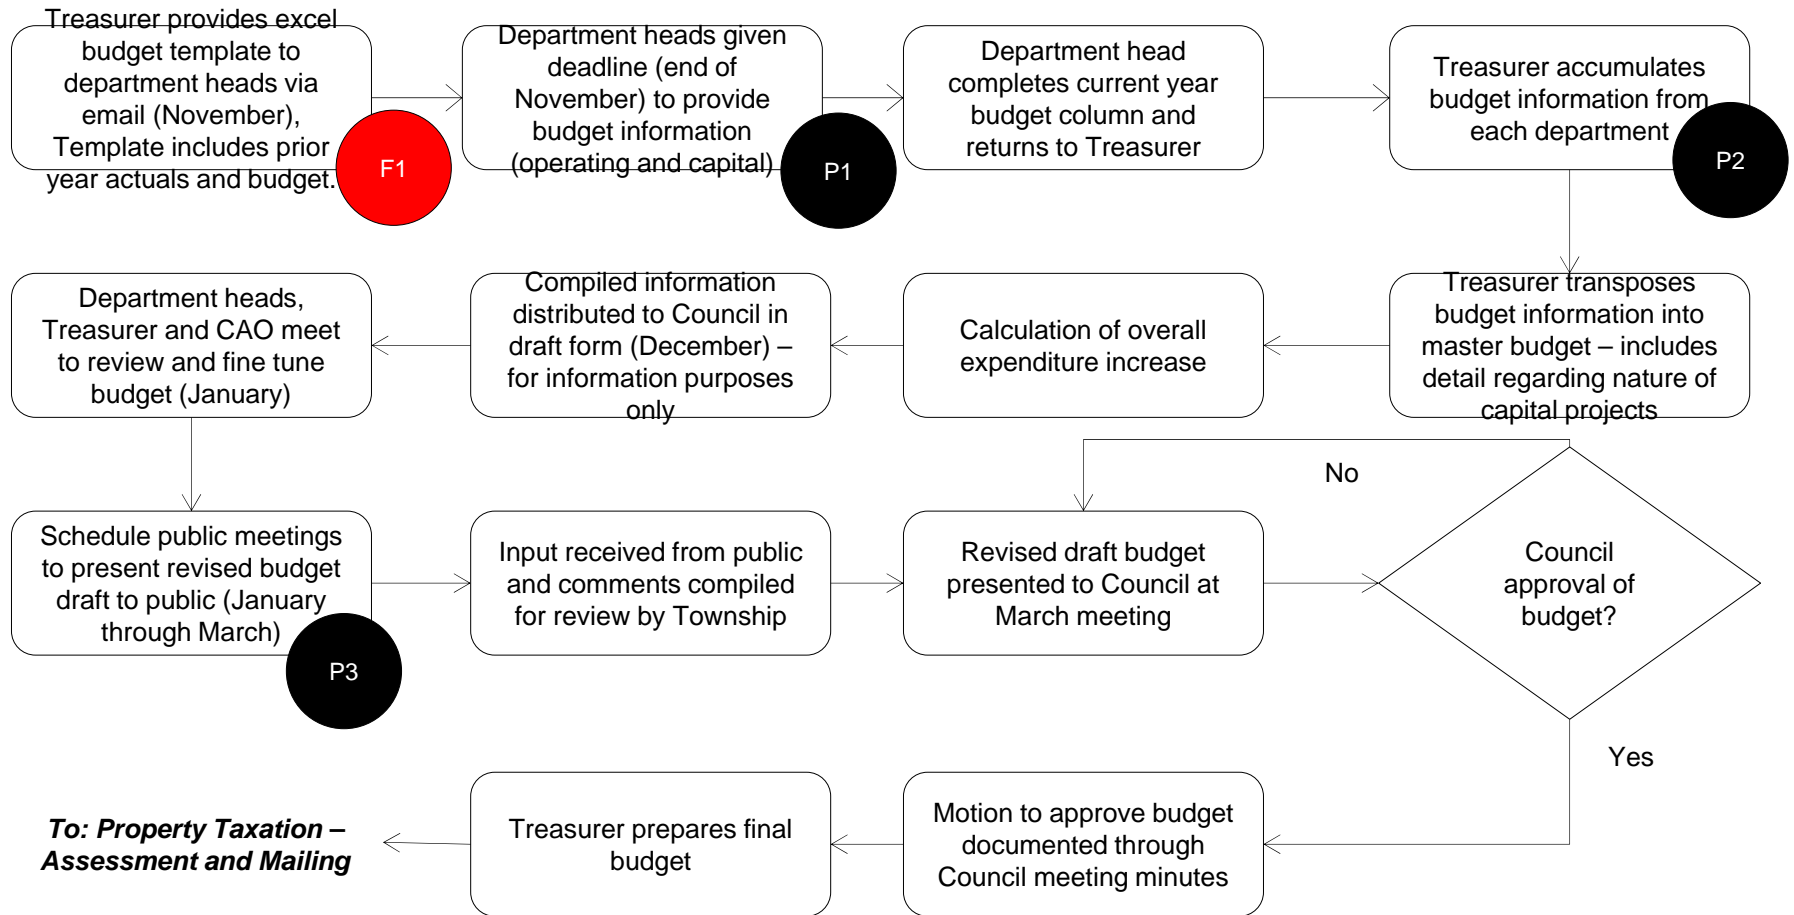 Treasurer provides excel
budget template to
department heads via
email (November),
Template includes prior
year actuals and budget.
F1
Department heads given
deadline (end of
November) to provide
budget information
(operating and capital)
P1
Department head
completes current year
budget column and
returns to Treasurer
Treasurer accumulates
budget information from
each department
P2
Department heads,
Treasurer and CAO meet
to review and fine tune
budget (January)
Compiled information
distributed to Council in
draft form (December) –
for information purposes
only
Calculation of overall
expenditure increase
Treasurer transposes
budget information into
master budget – includes
detail regarding nature of
capital projects
No
Schedule public meetings
to present revised budget
draft to public (January
through March)
P3
Input received from public
and comments compiled
for review by Township
Revised draft budget
presented to Council at
March meeting
Council
approval of
budget?
Yes
To: Property Taxation –
Assessment and Mailing
Treasurer prepares final
budget
Motion to approve budget
documented through
Council meeting minutes